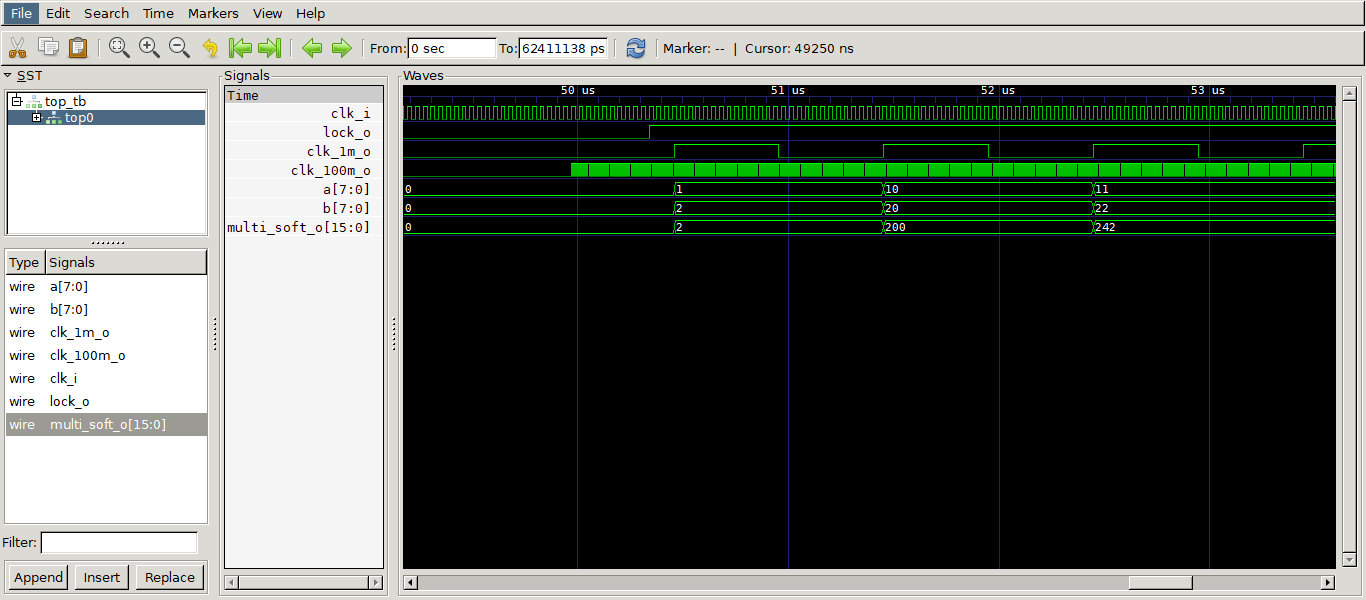 File Edit Search Time Markers View Help
From: 0 sec To: 62411138 ps Marker: -- | Cursor: 49250 ns
SST
top_tb
top0
Type Signals
wire a[7:0]
wire b[7:0]
wire clk_1m_o
wire clk_100m_o
wire clk_i
wire lock_o
wire multi_soft_o[15:0]
Filter:
Append Insert Replace
Signals
Time
clk_i
lock_o
clk_1m_o
clk_100m_o
a[7:0]
b[7:0]
multi_soft_o[15:0]
Waves
50 us 51 us 52 us 53 us
0 1 10 11
0 2 20 22
0 2 200 242